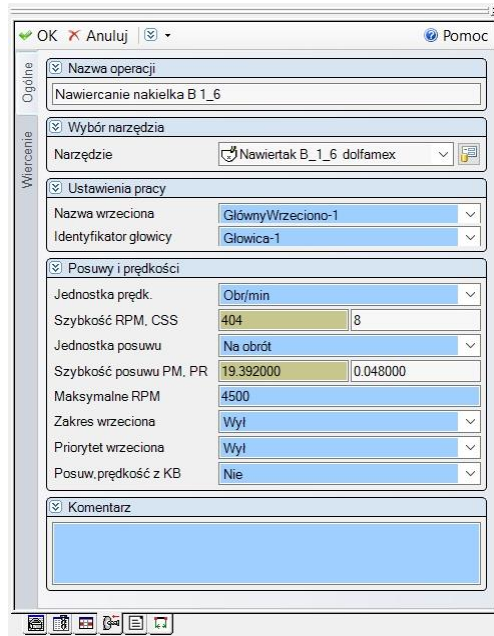 OK Anuluj Pomoc
Ogólne
Wiercenie
Nazwa operacji
Nawiercanie nakielka B 1_6
Wybór narzędzia
Narzędzie Nawiertak B_1_6 dolfamex
Ustawienia pracy
Nazwa wrzeciona GłównyWrzeciono-1
Identyfikator głowicy Głowica-1
Posuwy i prędkości
Jednostka prędk. Obr/min
Szybkość RPM, CSS 404 8
Jednostka posuwu Na obrót
Szybkość posuwu PM, PR 19.392000 0.048000
Maksymalne RPM 4500
Zakres wrzeciona Wył
Priorytet wrzeciona Wył
Posuw,prędkość z KB Nie
Komentarz